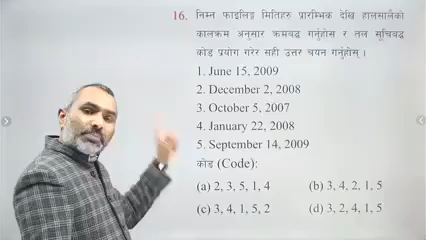 16. निम्न फाइलिङ्ग मितिहरु प्रारम्भिक देखि हालसालैको
कालक्रम अनुसार क्रमबद्ध गर्नुहोस् र तल सूचिबद्ध
कोड प्रयोग गरेर सही उत्तर चयन गर्नुहोस् ।
1. June 15, 2009
2. December 2, 2008
3. October 5, 2007
4. January 22, 2008
5. September 14, 2009
कोड (Code):
(a) 2, 3, 5, 1, 4 (b) 3, 4, 2, 1, 5
(c) 3, 4, 1, 5, 2 (d) 3, 2, 4, 1, 5